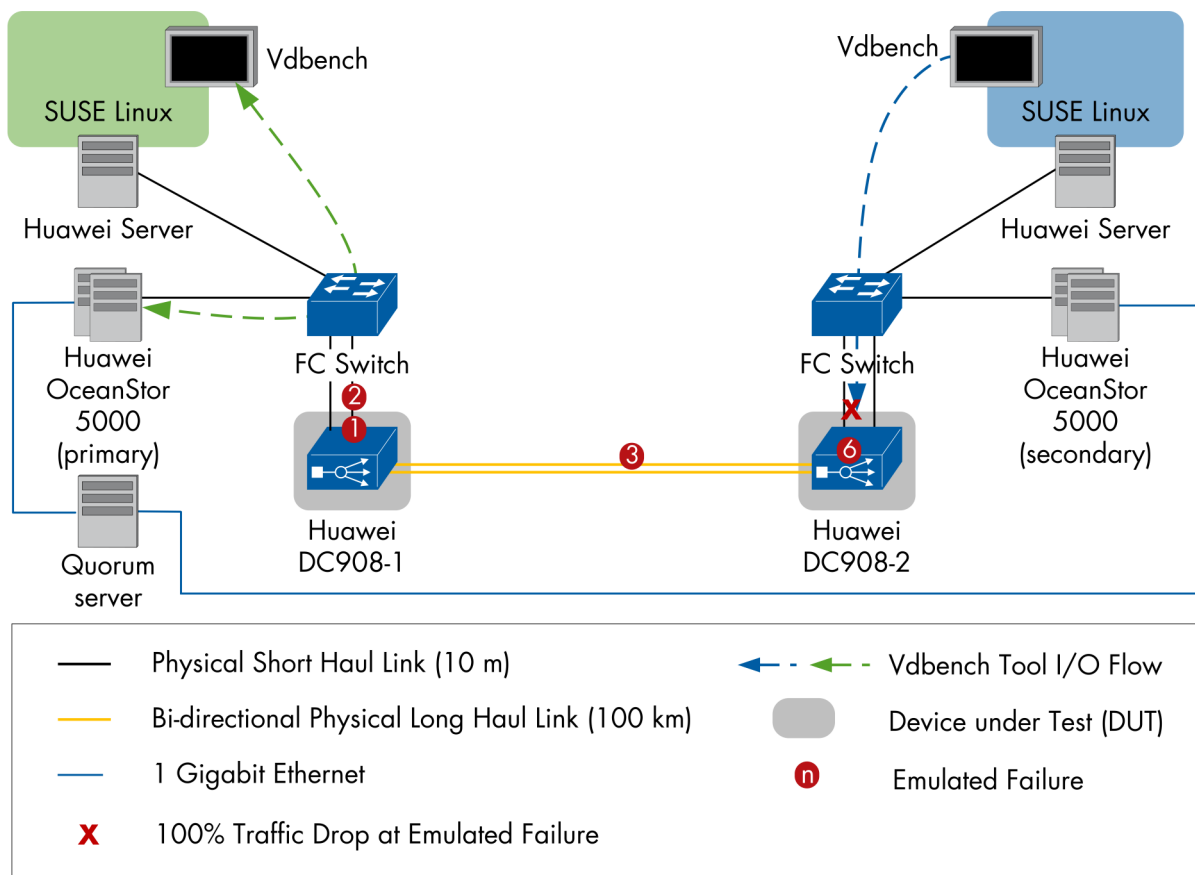 Vdbench
SUSE Linux
Huawei Server
Huawei
OceanStor
5000
(primary)
Quorum
server
FC Switch
2
1
Huawei
DC908-1
3
Vdbench
SUSE Linux
Huawei Server
FC Switch
x
6
Huawei
DC908-2
Huawei
OceanStor
5000
(secondary)
Physical Short Haul Link (10 m)
Bi-directional Physical Long Haul Link (100 km)
1 Gigabit Ethernet
x 100% Traffic Drop at Emulated Failure
Vdbench Tool I/O Flow
Device under Test (DUT)
n Emulated Failure